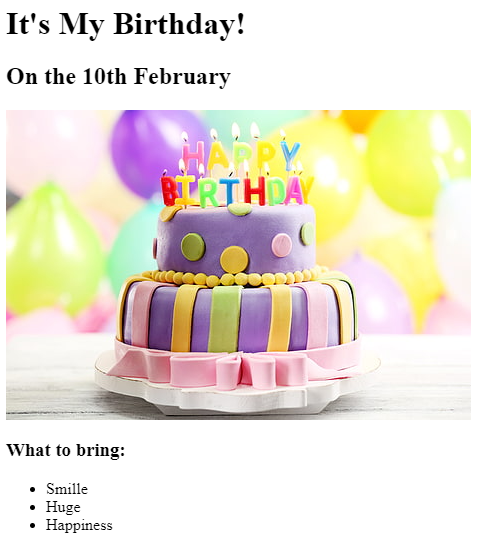 It's My Birthday!
On the 10th February
HAPPY
BIRTHDAY
What to bring:
Smille
Huge
Happiness